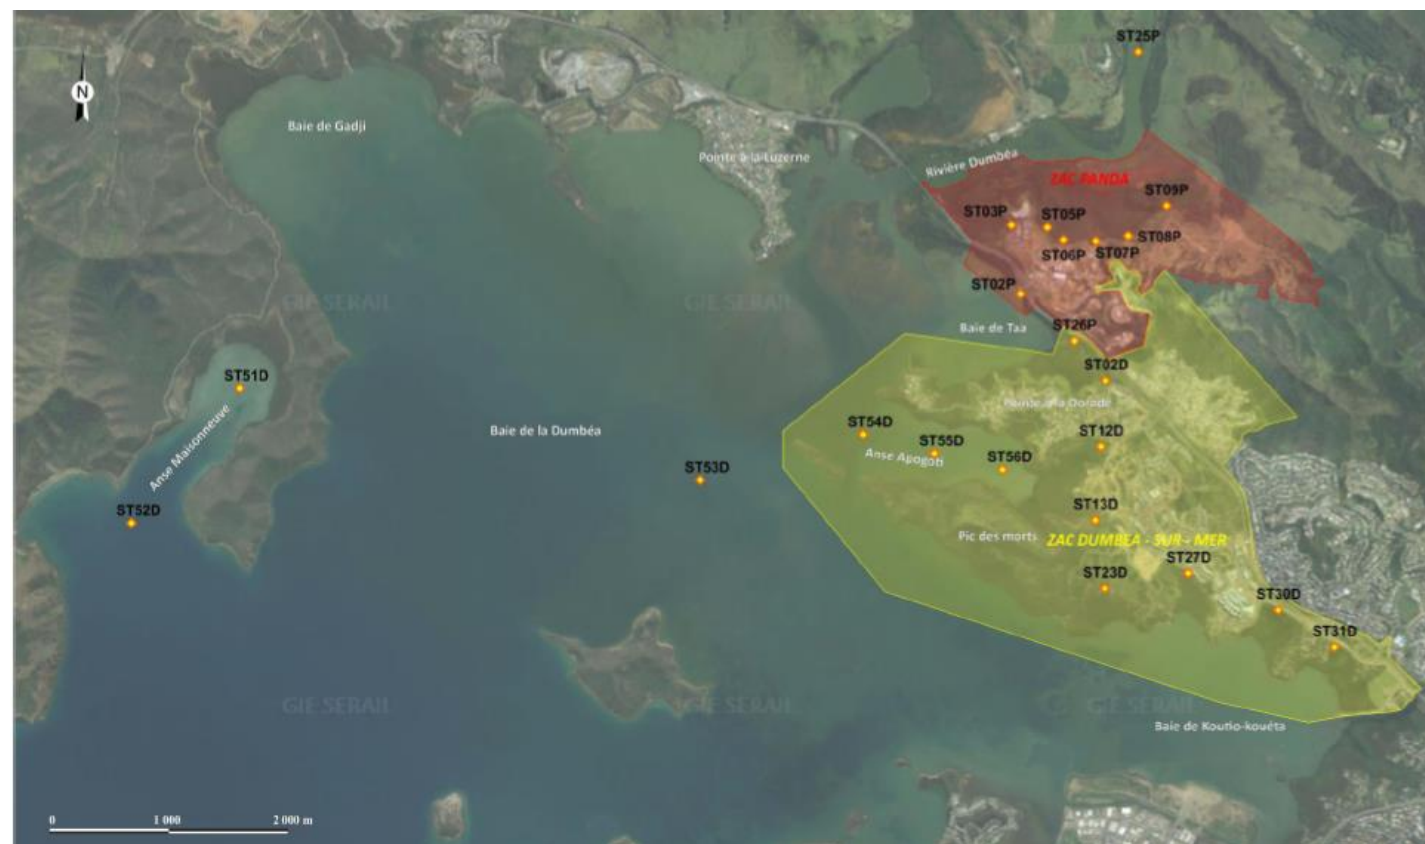 ST25P
N
Baie de Gadji
Pointe à la Luzerne
Rivière Dumbéa
ZAC PANDA
ST09P
ST03P
ST05P
ST08P
ST06P
ST07P
ST02P
GIE SERAIL
GIE SERAIL
Baie de Taa
ST26P
ST02D
ST51D
Pointe à la Dorade
ST54D
Baie de la Dumbéa
ST55D
ST12D
Anse Maisonneuve
Anse Apogoti
ST56D
ST53D
ST52D
ST13D
Pic des morts
ZAC DUMBEA - SUR - MER
ST27D
ST23D
ST30D
ST31D
GIE SERAIL
GIE SERAIL
GIE SERAIL
Baie de Koutio-kouéta
0 1 000 2 000 m